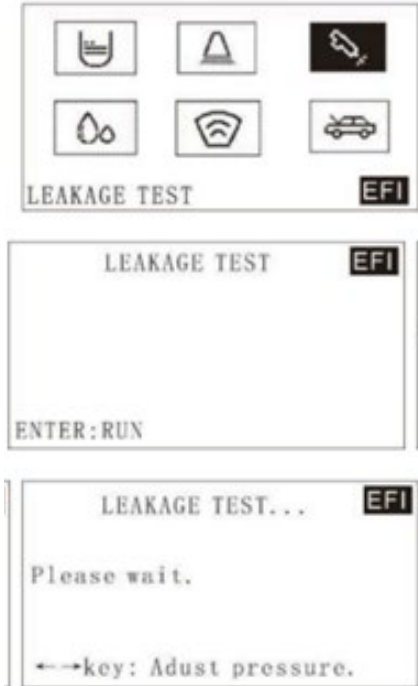 LEAKAGE TEST EFI
LEAKAGE TEST EFI
ENTER:RUN
LEAKAGE TEST... EFI
Please wait.
←→key: Adust pressure.